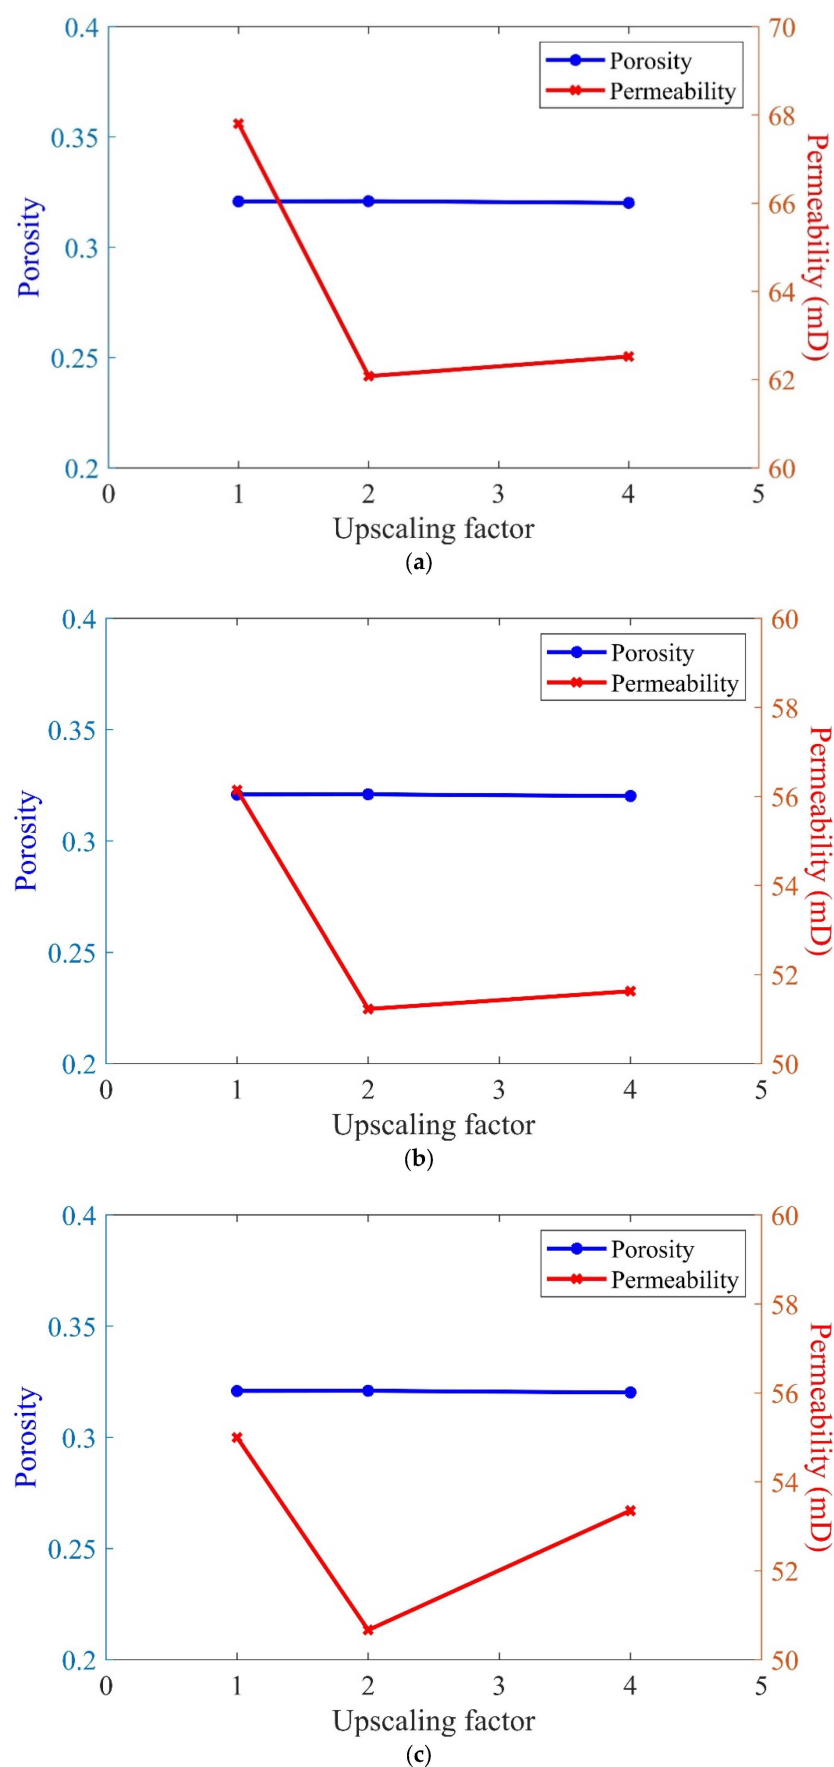 0.4
0.35
0.3
0.25
0.2
Porosity
70
68
66
64
62
60
Permeability (mD)
Porosity
Permeability
0 1 2 3 4 5
Upscaling factor
(a)
0.4
0.35
0.3
0.25
0.2
Porosity
60
58
56
54
52
50
Permeability (mD)
Porosity
Permeability
0 1 2 3 4 5
Upscaling factor
(b)
0.4
0.35
0.3
0.25
0.2
Porosity
60
58
56
54
52
50
Permeability (mD)
Porosity
Permeability
0 1 2 3 4 5
Upscaling factor
(c)